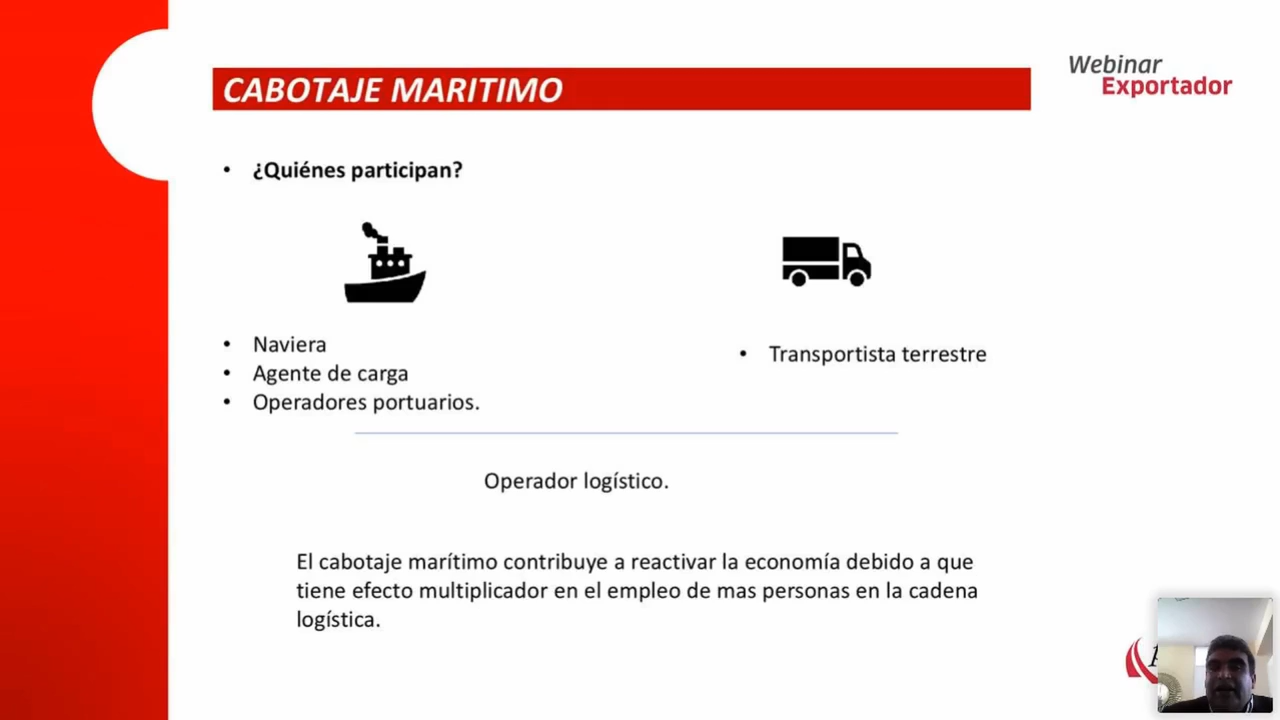 CABOTAJE MARITIMO
Webinar
Exportador
• ¿Quiénes participan?
• Naviera
• Agente de carga
• Operadores portuarios.
• Transportista terrestre
Operador logístico.
El cabotaje marítimo contribuye a reactivar la economía debido a que
tiene efecto multiplicador en el empleo de mas personas en la cadena
logística.